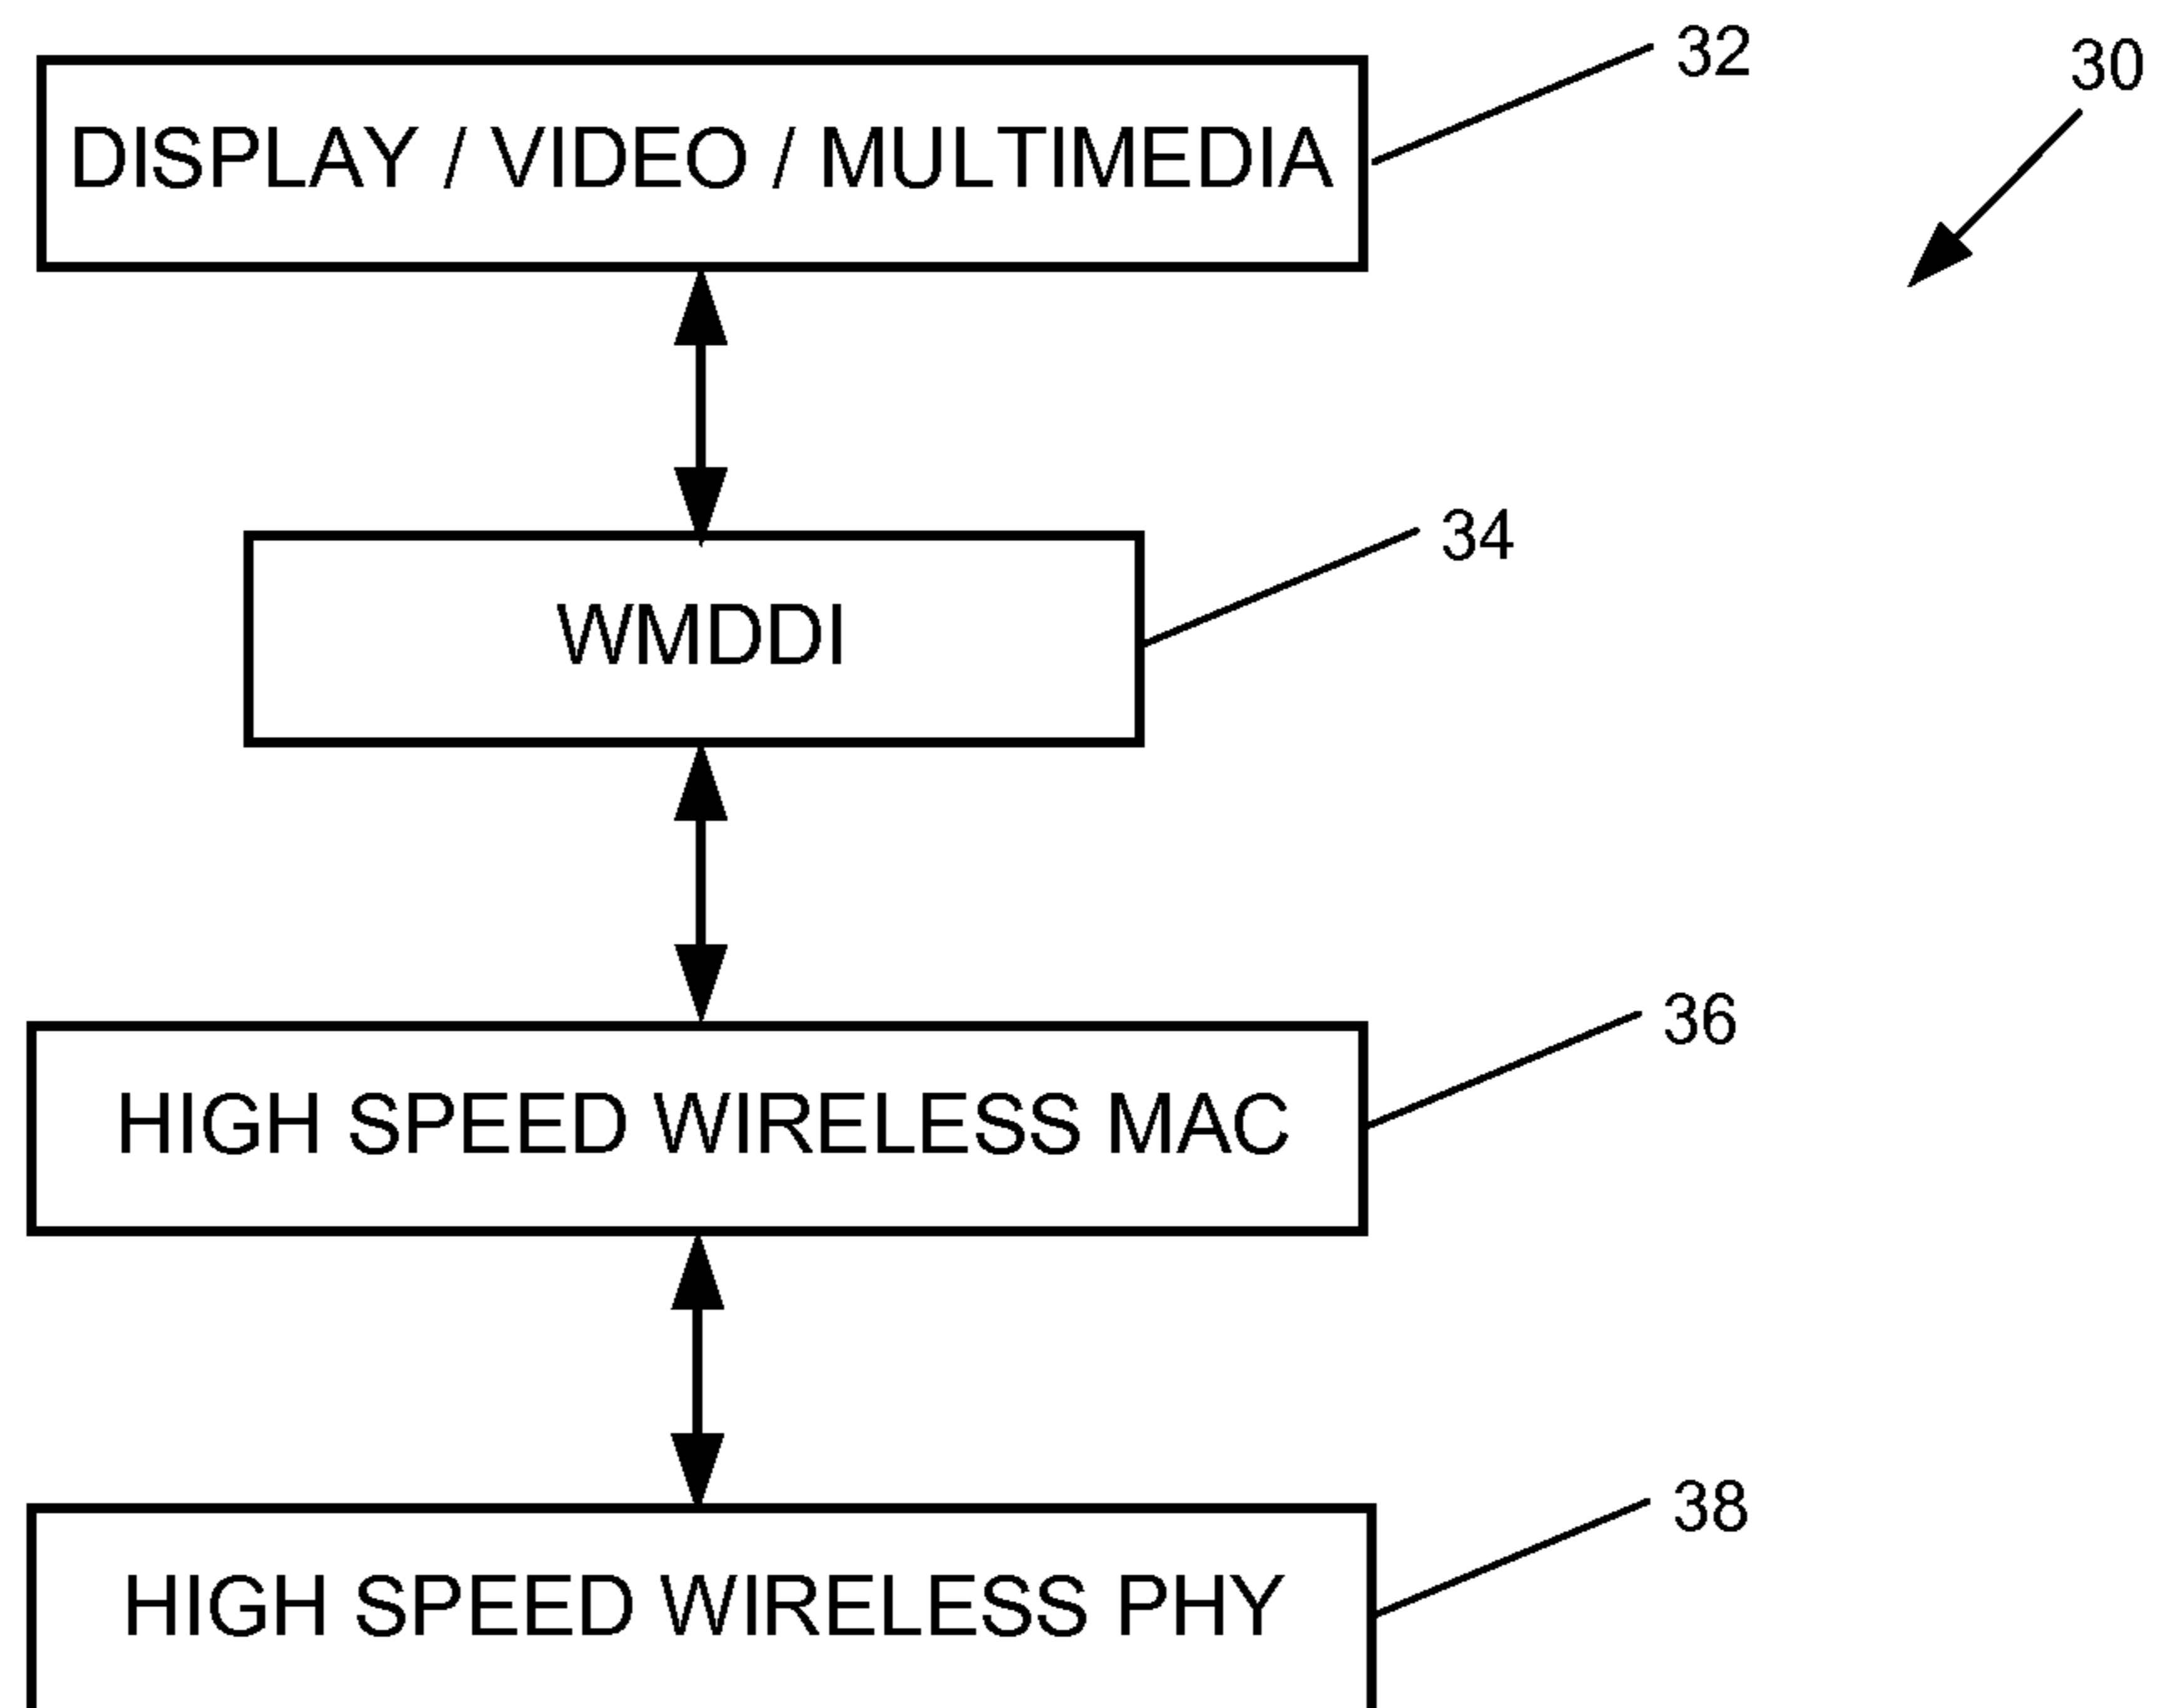 32
30
DISPLAY / VIDEO / MULTIMEDIA
34
WMDDI
36
HIGH SPEED WIRELESS MAC
38
HIGH SPEED WIRELESS PHY